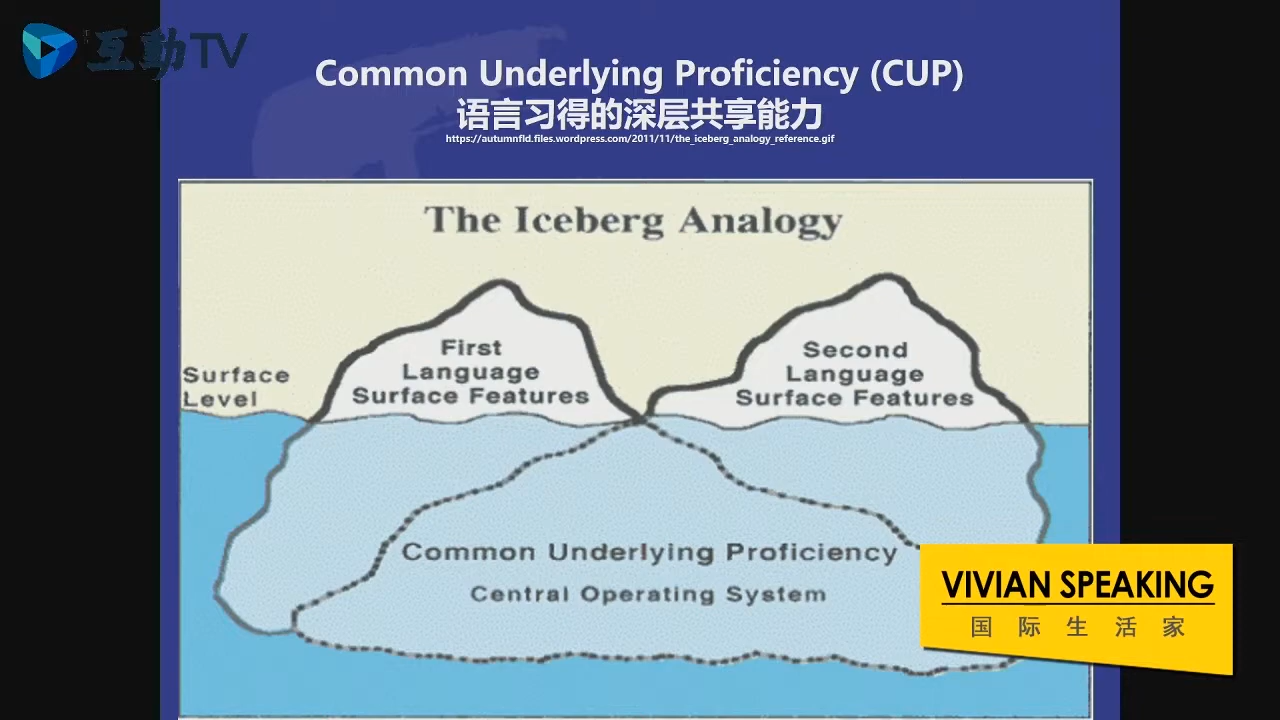 互動TV
Common Underlying Proficiency (CUP)
语言习得的深层共享能力
https://autumnfld.files.wordpress.com/2011/11/the_iceberg_analogy_reference.gif
The Iceberg Analogy
First
Language
Surface Features
Second
Language
Surface Features
Surface
Level
Common Underlying Proficiency
Central Operating System
VIVIAN SPEAKING
国际生活家